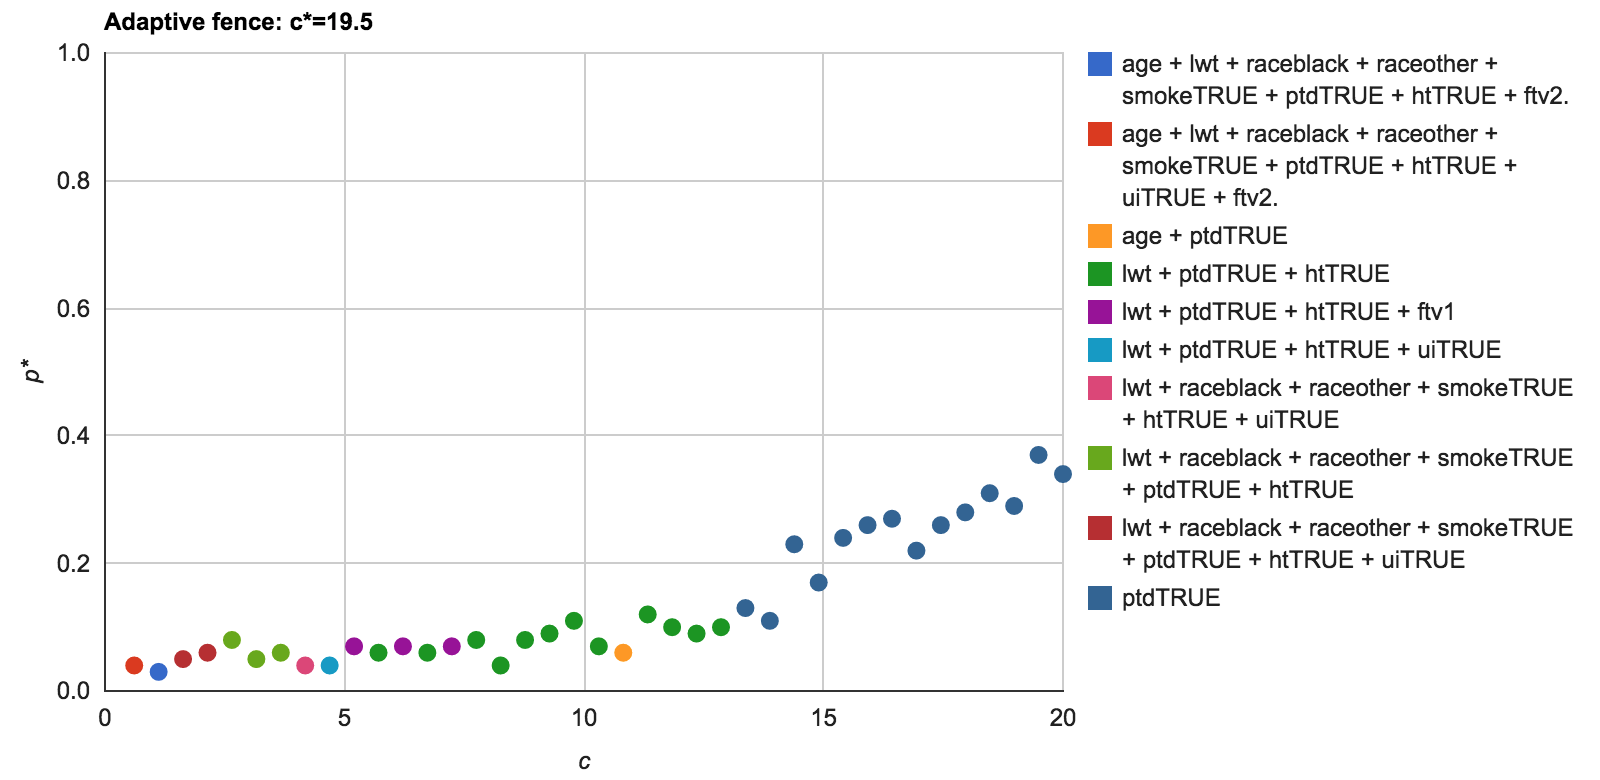 Adaptive fence: c*=19.5
1.0
0.8
0.6
0.4
0.2
0.0
p*
0
5
10
15
20
c
age + lwt + raceblack + raceother +
smokeTRUE + ptdTRUE + htTRUE + ftv2.
age + lwt + raceblack + raceother +
smokeTRUE + ptdTRUE + htTRUE +
uiTRUE + ftv2.
age + ptdTRUE
lwt + ptdTRUE + htTRUE
lwt + ptdTRUE + htTRUE + ftv1
lwt + ptdTRUE + htTRUE + uiTRUE
lwt + raceblack + raceother + smokeTRUE
+ htTRUE + uiTRUE
lwt + raceblack + raceother + smokeTRUE
+ ptdTRUE + htTRUE
lwt + raceblack + raceother + smokeTRUE
+ ptdTRUE + htTRUE + uiTRUE
ptdTRUE